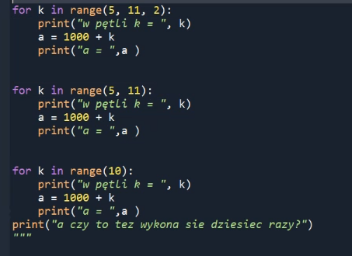 for k in range(5, 11, 2):
print("w pętli k = ", k)
a = 1000 + k
print("a = ",a )
for k in range(5, 11):
print("w pętli k = ", k)
a = 1000 + k
print("a = ",a )
for k in range(10):
print("w pętli k = ", k)
a = 1000 + k
print("a = ",a )
print("a czy to tez wykona sie dziesiec razy?")
"""